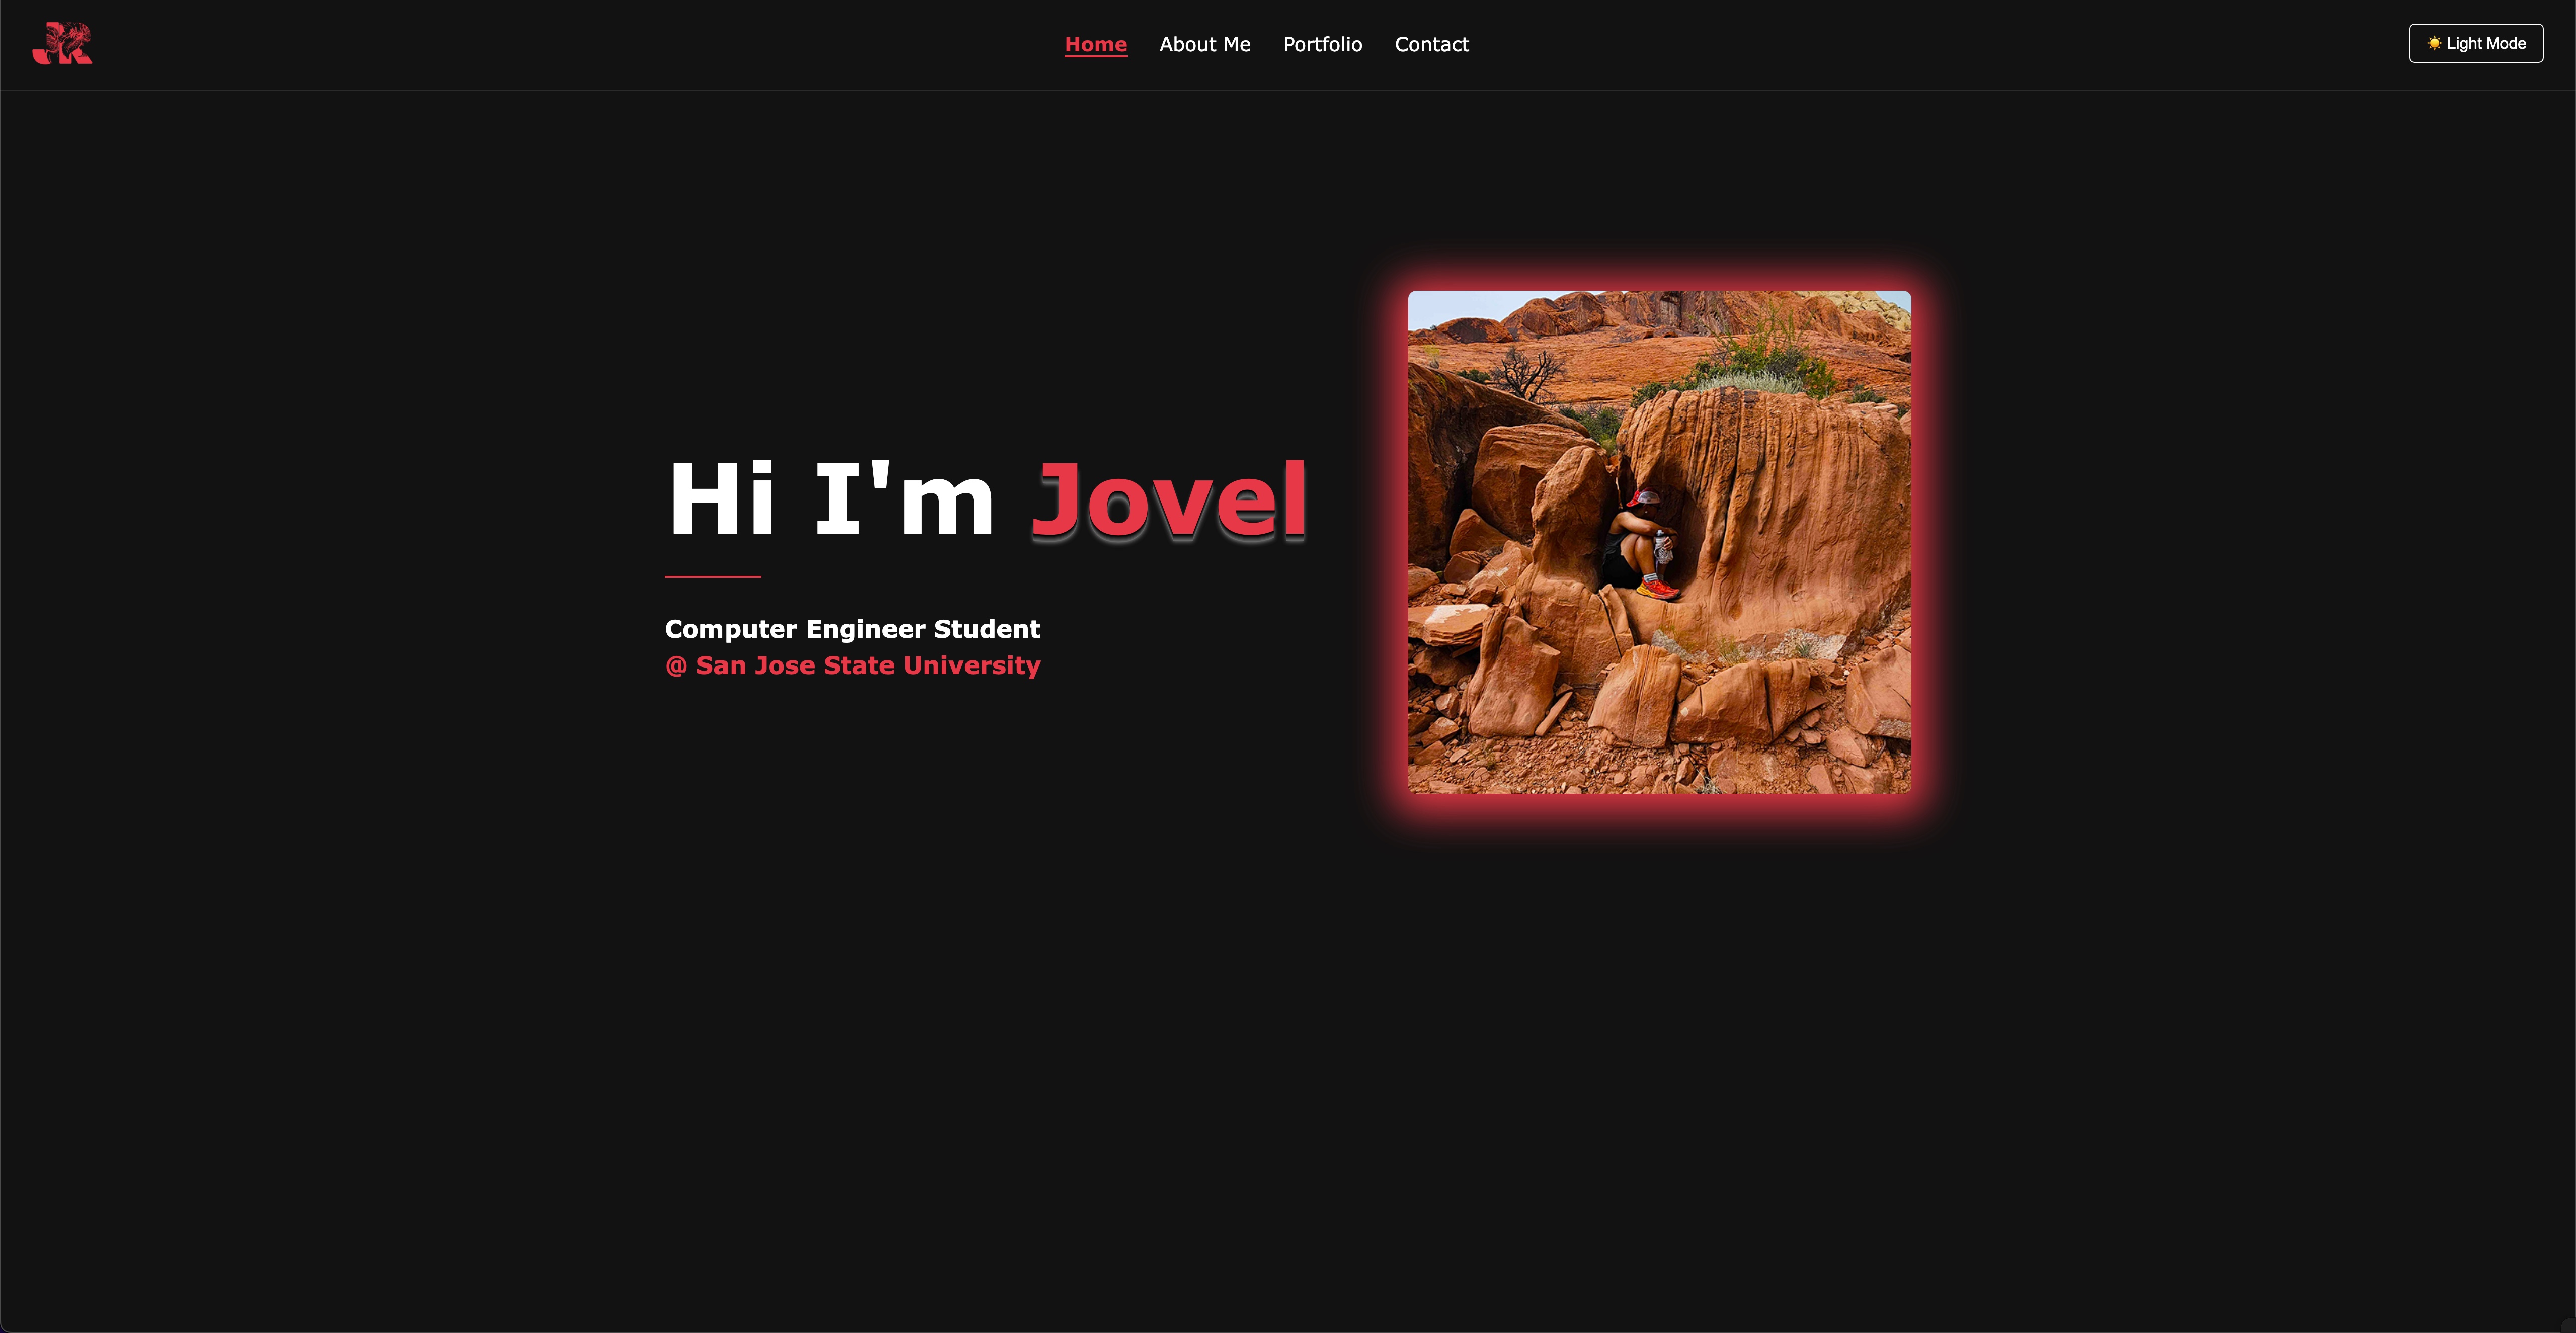 JR
Home
About Me
Portfolio
Contact
Light Mode
Hi I'm Jovel
Computer Engineer Student
@ San Jose State University